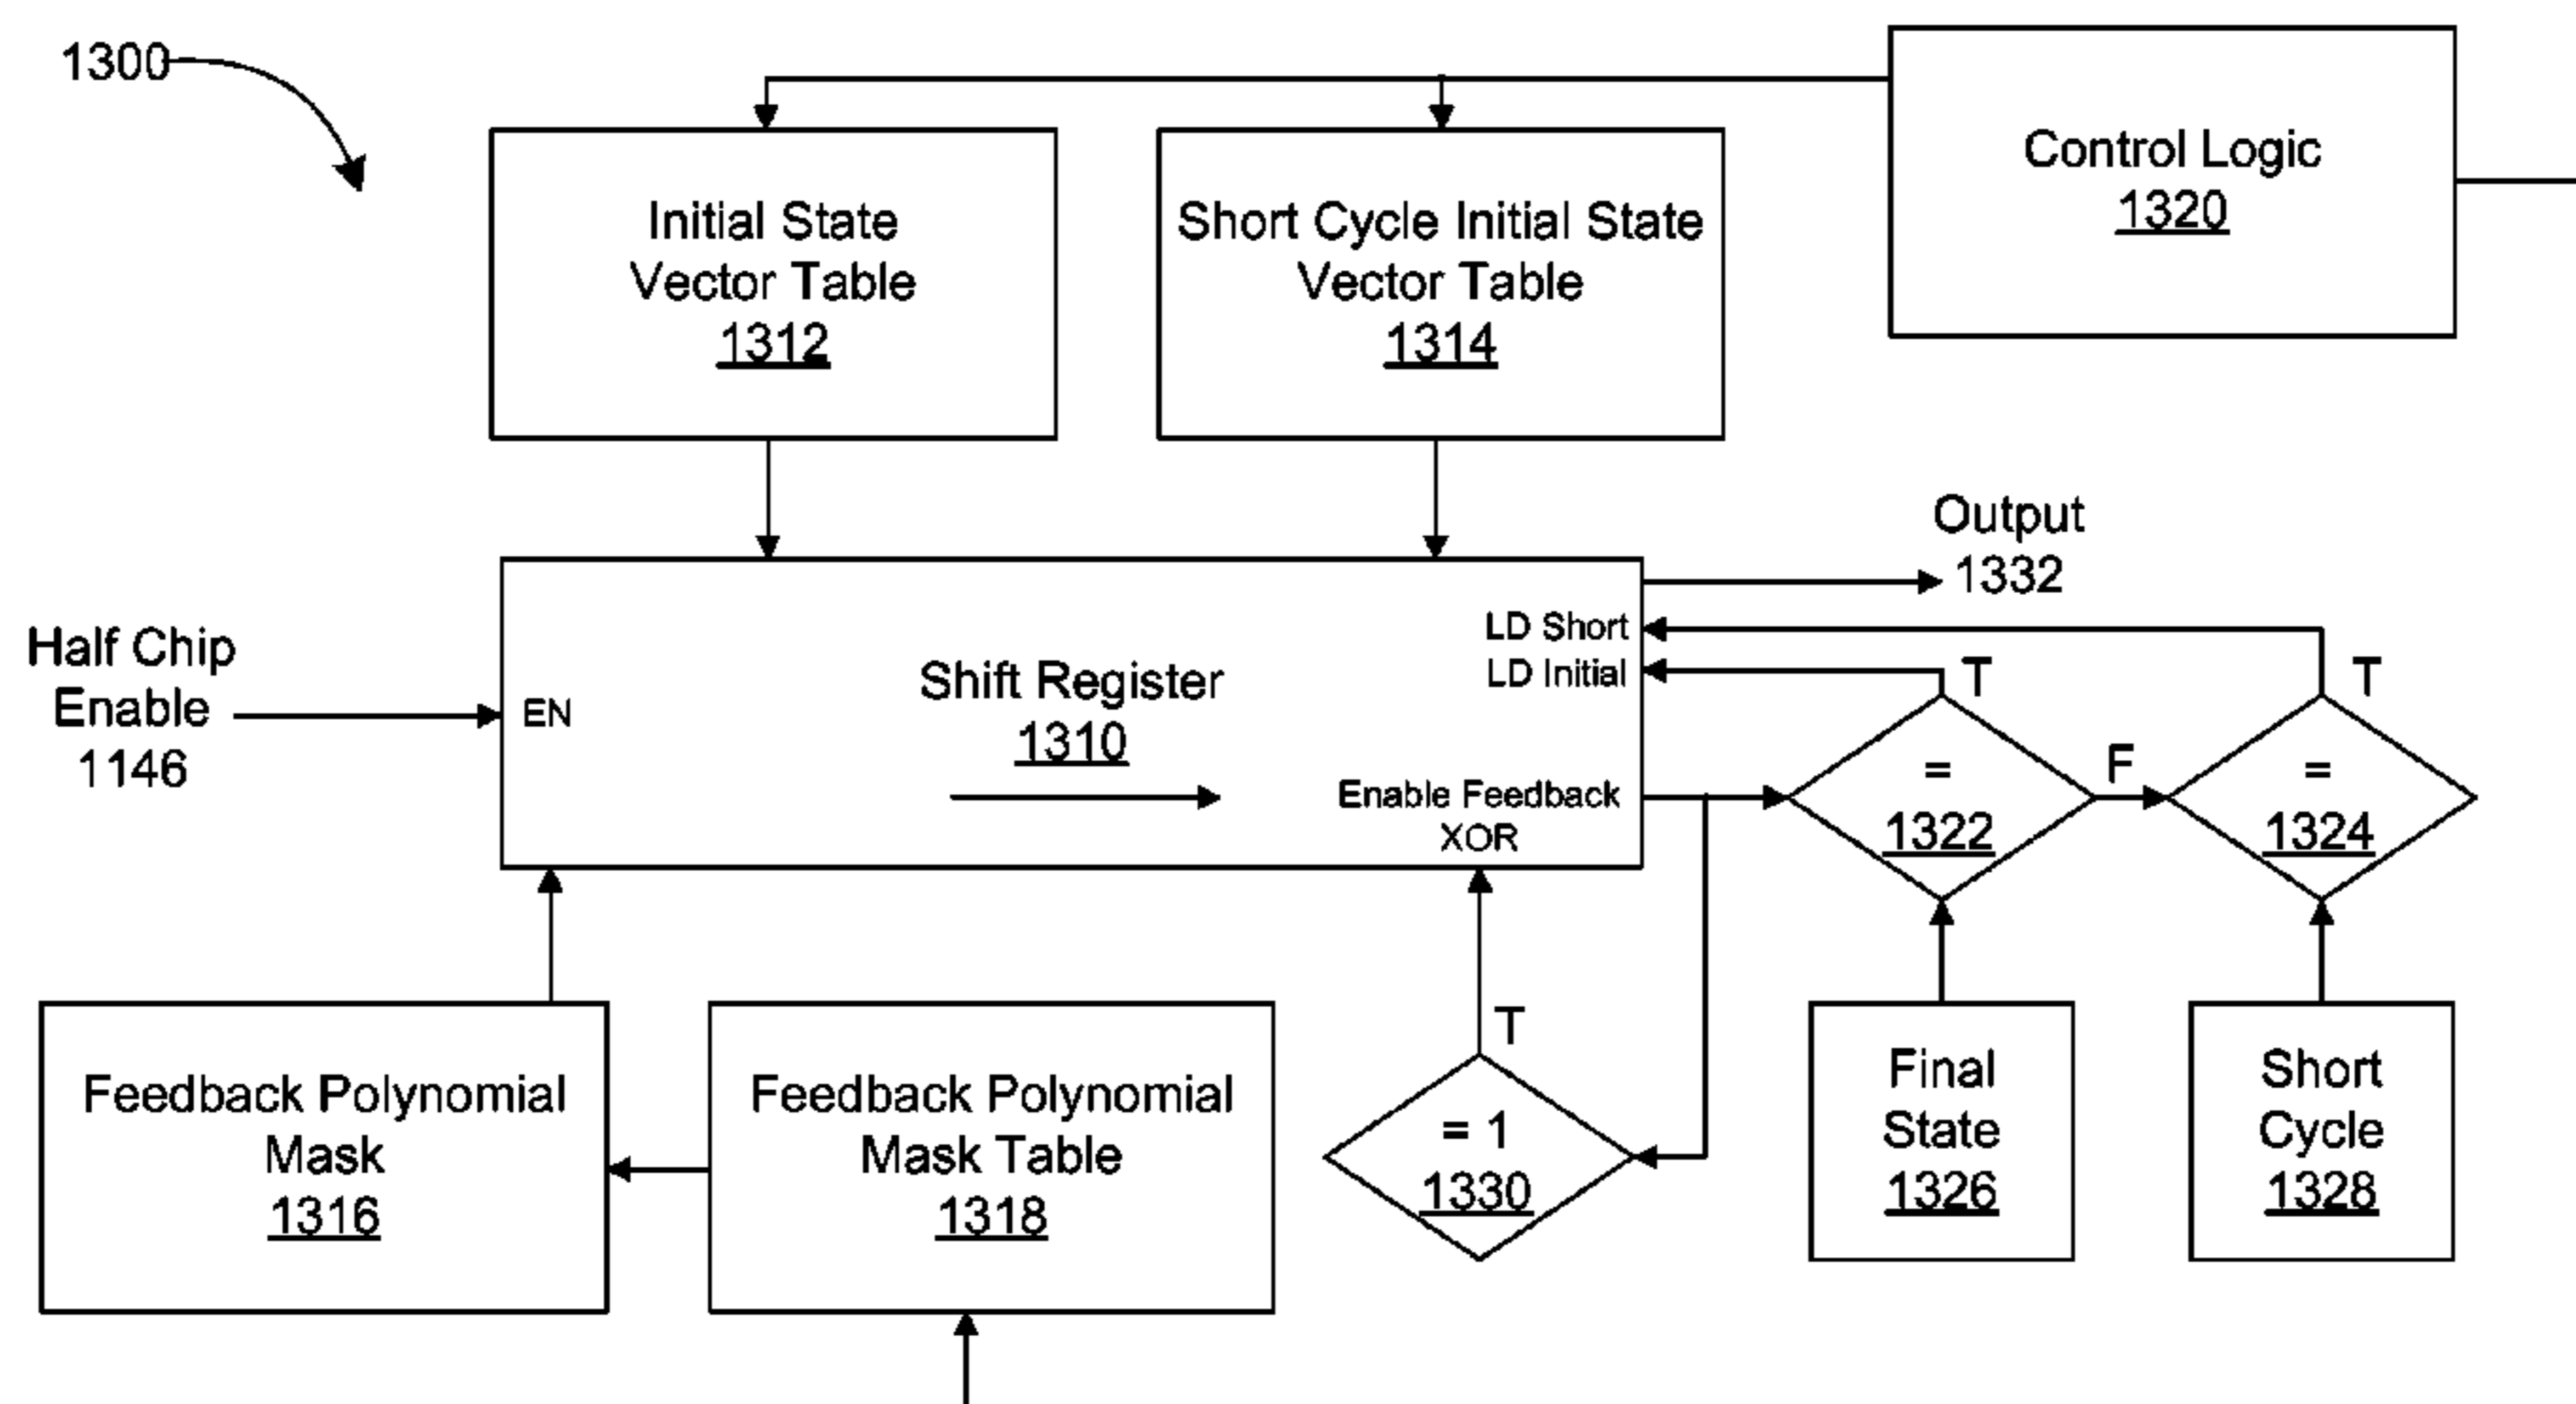 1300
Control Logic
1320
Initial State
Vector Table
1312
Short Cycle Initial State
Vector Table
1314
Output
1332
Half Chip
Enable
1146
EN
Shift Register
1310
LD Short
LD Initial
Enable Feedback
XOR
T
T
F
=
1322
=
1324
Feedback Polynomial
Mask
1316
Feedback Polynomial
Mask Table
1318
T
= 1
1330
Final
State
1326
Short
Cycle
1328